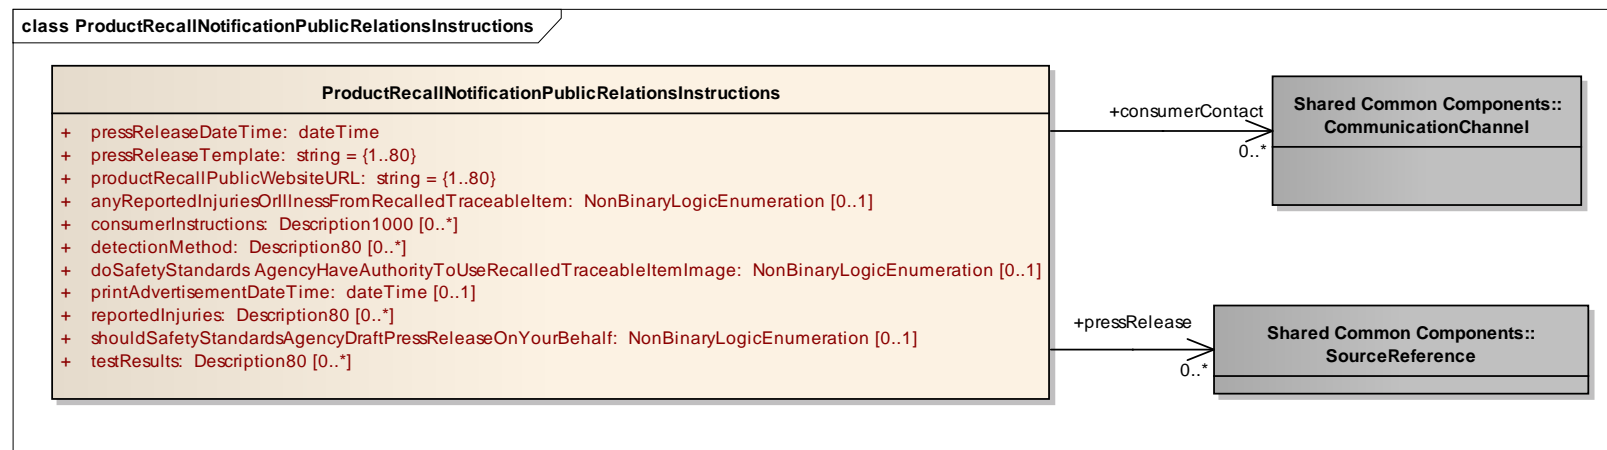 class ProductRecallNotificationPublicRelationsInstructions
ProductRecallNotificationPublicRelationsInstructions
+ pressReleaseDateTime: dateTime
+ pressReleaseTemplate: string = {1..80}
+ productRecallPublicWebsiteURL: string = {1..80}
+ anyReportedInjuriesOrIllnessFromRecalledTraceableItem: NonBinaryLogicEnumeration [0..1]
+ consumerInstructions: Description1000 [0..*]
+ detectionMethod: Description80 [0..*]
+ doSafetyStandards AgencyHaveAuthorityToUseRecalledTraceableItemImage: NonBinaryLogicEnumeration [0..1]
+ printAdvertisementDateTime: dateTime [0..1]
+ reportedInjuries: Description80 [0..*]
+ shouldSafetyStandardsAgencyDraftPressReleaseOnYourBehalf: NonBinaryLogicEnumeration [0..1]
+ testResults: Description80 [0..*]
+consumerContact
0..*
Shared Common Components::
CommunicationChannel
+pressRelease
0..*
Shared Common Components::
SourceReference